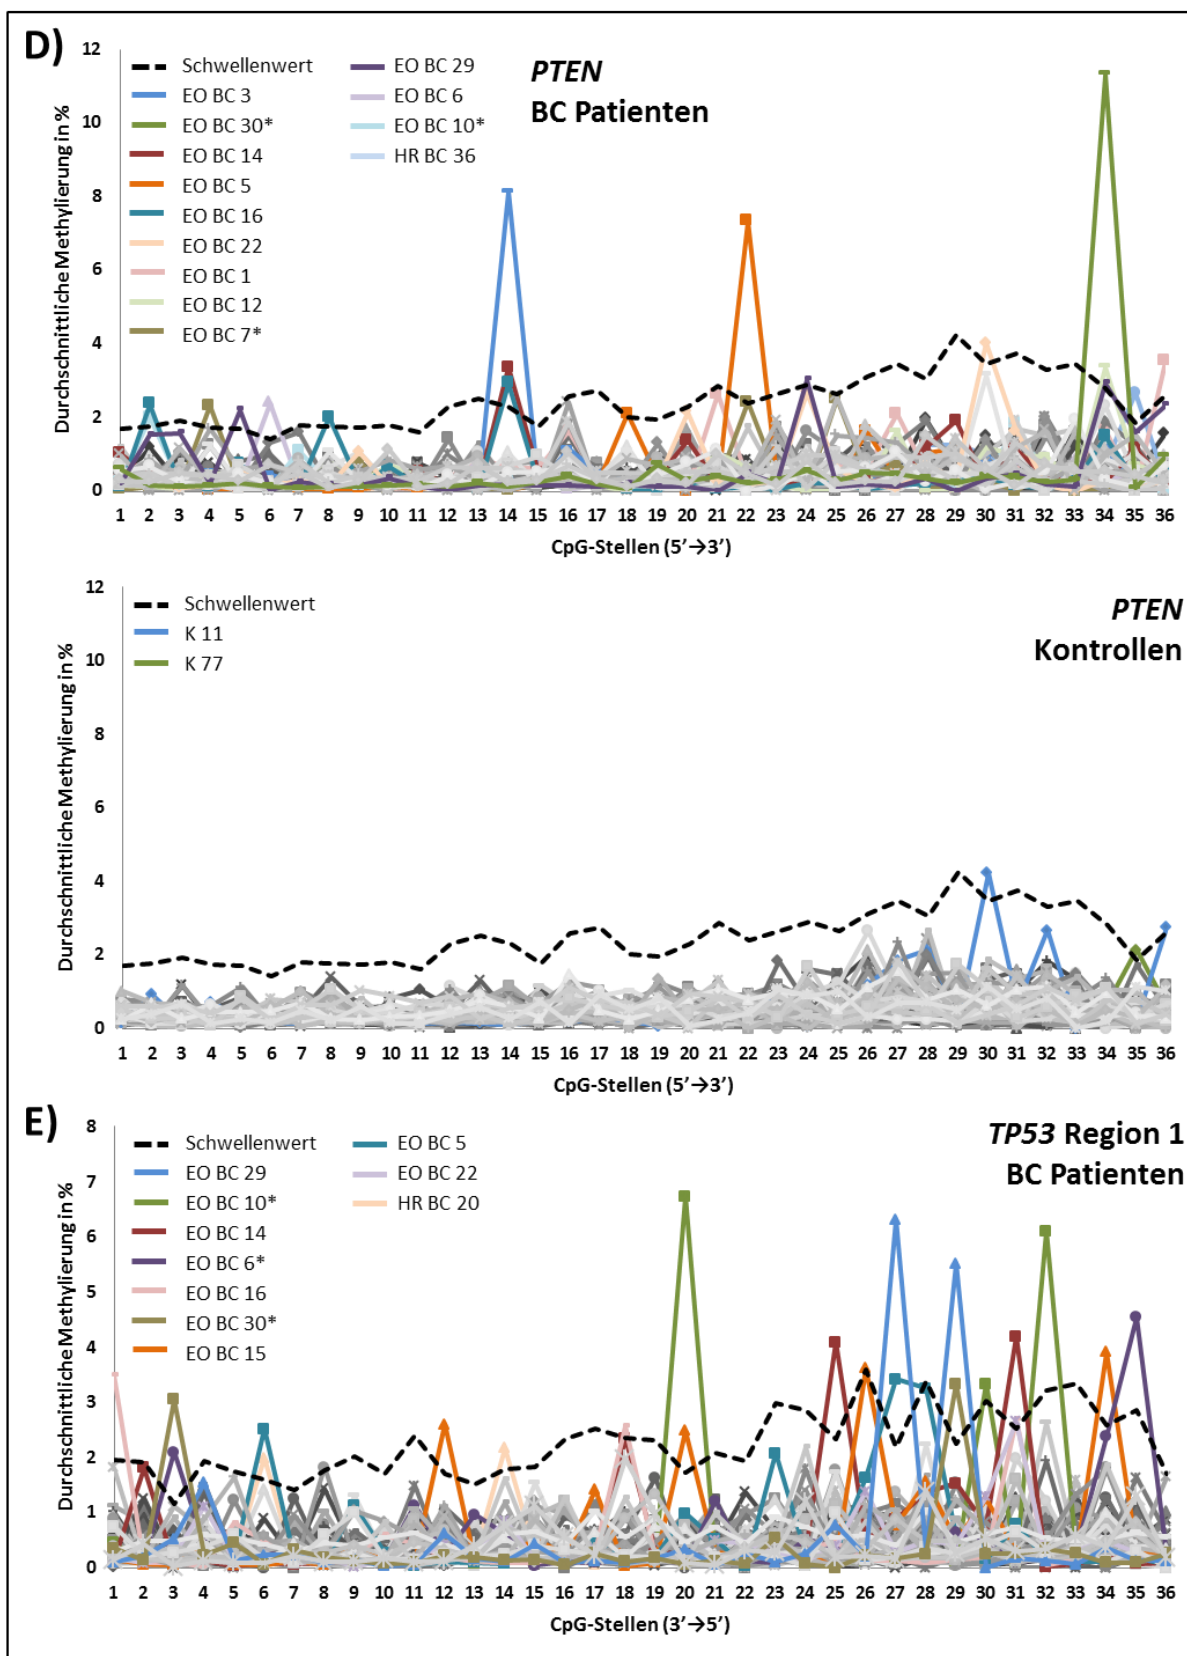 D)
PTEN
BC Patienten
Durchschnittliche Methylierung in %
12
10
8
6
4
2
0
Schwellenwert
EO BC 3
EO BC 30*
EO BC 14
EO BC 5
EO BC 16
EO BC 22
EO BC 1
EO BC 12
EO BC 7*
EO BC 29
EO BC 6
EO BC 10*
HR BC 36
1 2 3 4 5 6 7 8 9 10 11 12 13 14 15 16 17 18 19 20 21 22 23 24 25 26 27 28 29 30 31 32 33 34 35 36
CpG-Stellen (5’→3’)
PTEN
Kontrollen
Durchschnittliche Methylierung in %
12
10
8
6
4
2
0
Schwellenwert
K 11
K 77
1 2 3 4 5 6 7 8 9 10 11 12 13 14 15 16 17 18 19 20 21 22 23 24 25 26 27 28 29 30 31 32 33 34 35 36
CpG-Stellen (5’→3’)
E)
TP53 Region 1
BC Patienten
Durchschnittliche Methylierung in %
8
7
6
5
4
3
2
1
0
Schwellenwert
EO BC 29
EO BC 10*
EO BC 14
EO BC 6*
EO BC 16
EO BC 30*
EO BC 15
EO BC 5
EO BC 22
HR BC 20
1 2 3 4 5 6 7 8 9 10 11 12 13 14 15 16 17 18 19 20 21 22 23 24 25 26 27 28 29 30 31 32 33 34 35 36
CpG-Stellen (3’→5’)